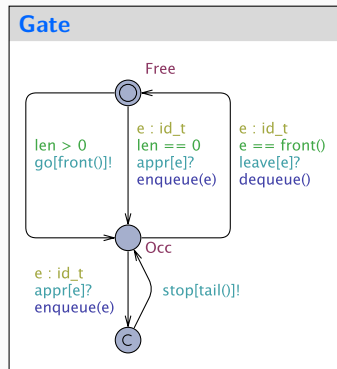 Gate
Free
len > 0
go[front()]!
e : id_t
len == 0
appr[e]?
enqueue(e)
e : id_t
e == front()
leave[e]?
dequeue()
Occ
e : id_t
appr[e]?
enqueue(e)
stop[tail()]!
C